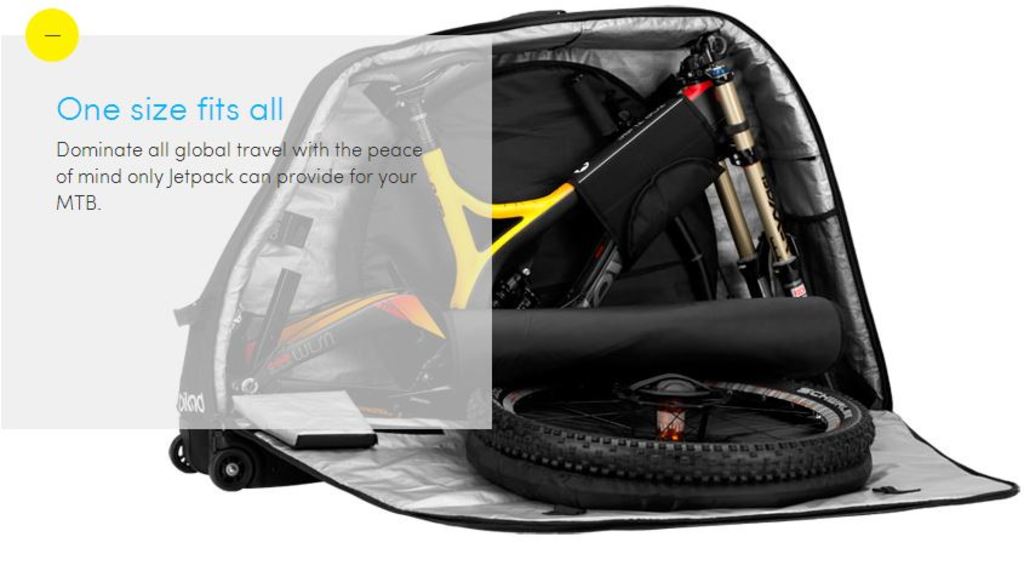 One size fits all
Dominate all global travel with the peace
of mind only Jetpack can provide for your
MTB.
biknd